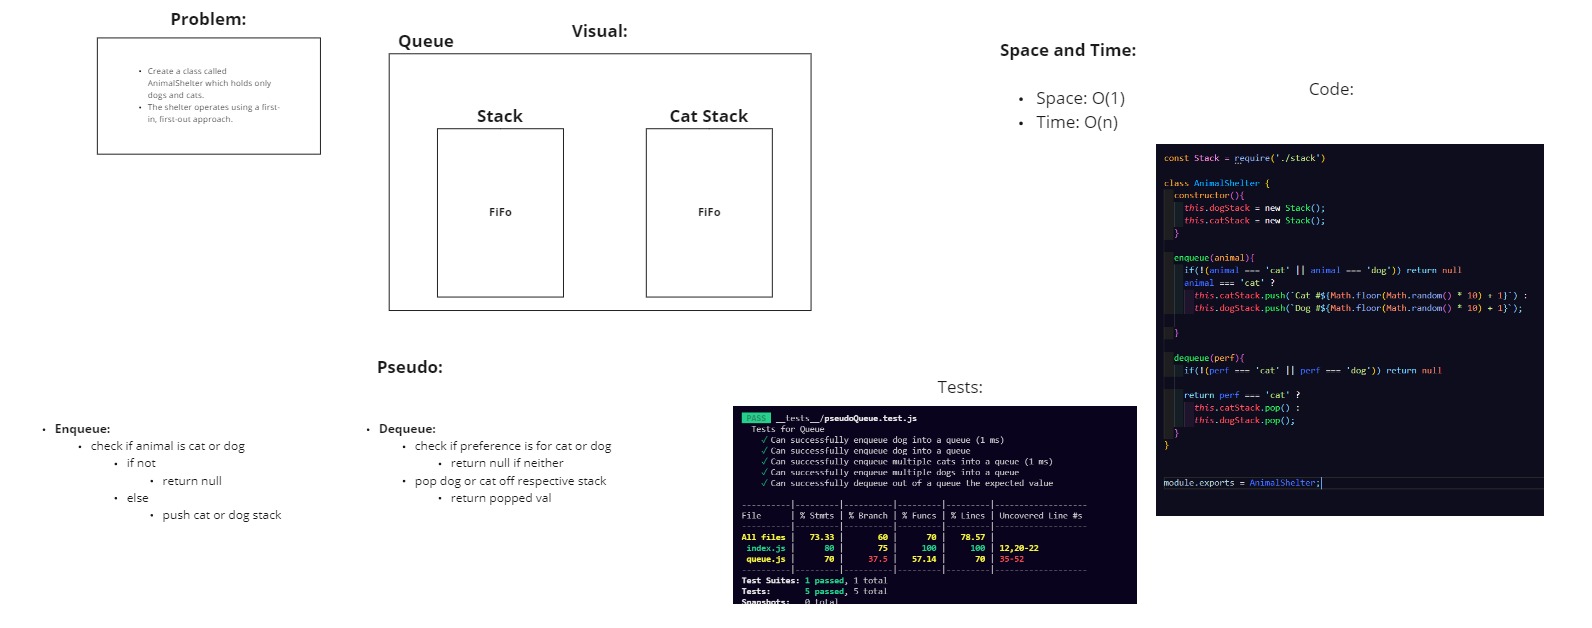 Problem:
• Create a class called
AnimalShelter which holds only
dogs and cats.
• The shelter operates using a first-
in, first-out approach.
Visual:
Queue
Stack
FiFo
Cat Stack
FiFo
Space and Time:
• Space: O(1)
• Time: O(n)
Code:
const Stack = require('./stack')
class AnimalShelter {
constructor(){
this.dogStack = new Stack();
this.catStack = new Stack();
}
enqueue(animal){
if(!(animal === 'cat' || animal === 'dog')) return null
animal === 'cat' ?
this.catStack.push(`Cat #${Math.floor(Math.random() * 10) + 1}`) :
this.dogStack.push(`Dog #${Math.floor(Math.random() * 10) + 1}`);
}
dequeue(perf){
if(!(perf === 'cat' || perf === 'dog')) return null
return perf === 'cat' ?
this.catStack.pop() :
this.dogStack.pop();
}
}
module.exports = AnimalShelter;
Pseudo:
• Enqueue:
• check if animal is cat or dog
• if not
• return null
• else
• push cat or dog stack
• Dequeue:
• check if preference is for cat or dog
• return null if neither
• pop dog or cat off respective stack
• return popped val
Tests:
PASS __tests__/pseudoQueue.test.js
Tests for Queue
√ Can successfully enqueue dog into a queue (1 ms)
√ Can successfully enqueue dog into a queue
√ Can successfully enqueue multiple cats into a queue (1 ms)
√ Can successfully enqueue multiple dogs into a queue
√ Can successfully dequeue out of a queue the expected value
----------|---------|----------|---------|---------|-------------------
File | % Stmts | % Branch | % Funcs | % Lines | Uncovered Line #s
----------|---------|----------|---------|---------|-------------------
All files | 73.33 | 60 | 70 | 78.57 |
index.js | 80 | 75 | 100 | 100 | 12,20-22
queue.js | 70 | 37.5 | 57.14 | 70 | 35-52
----------|---------|----------|---------|---------|-------------------
Test Suites: 1 passed, 1 total
Tests: 5 passed, 5 total
Snapshots: 0 total